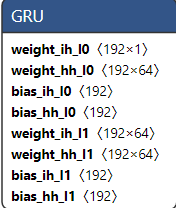 GRU
weight_ih_l0 〈192×1〉
weight_hh_l0 〈192×64〉
bias_ih_l0 〈192〉
bias_hh_l0 〈192〉
weight_ih_l1 〈192×64〉
weight_hh_l1 〈192×64〉
bias_ih_l1 〈192〉
bias_hh_l1 〈192〉